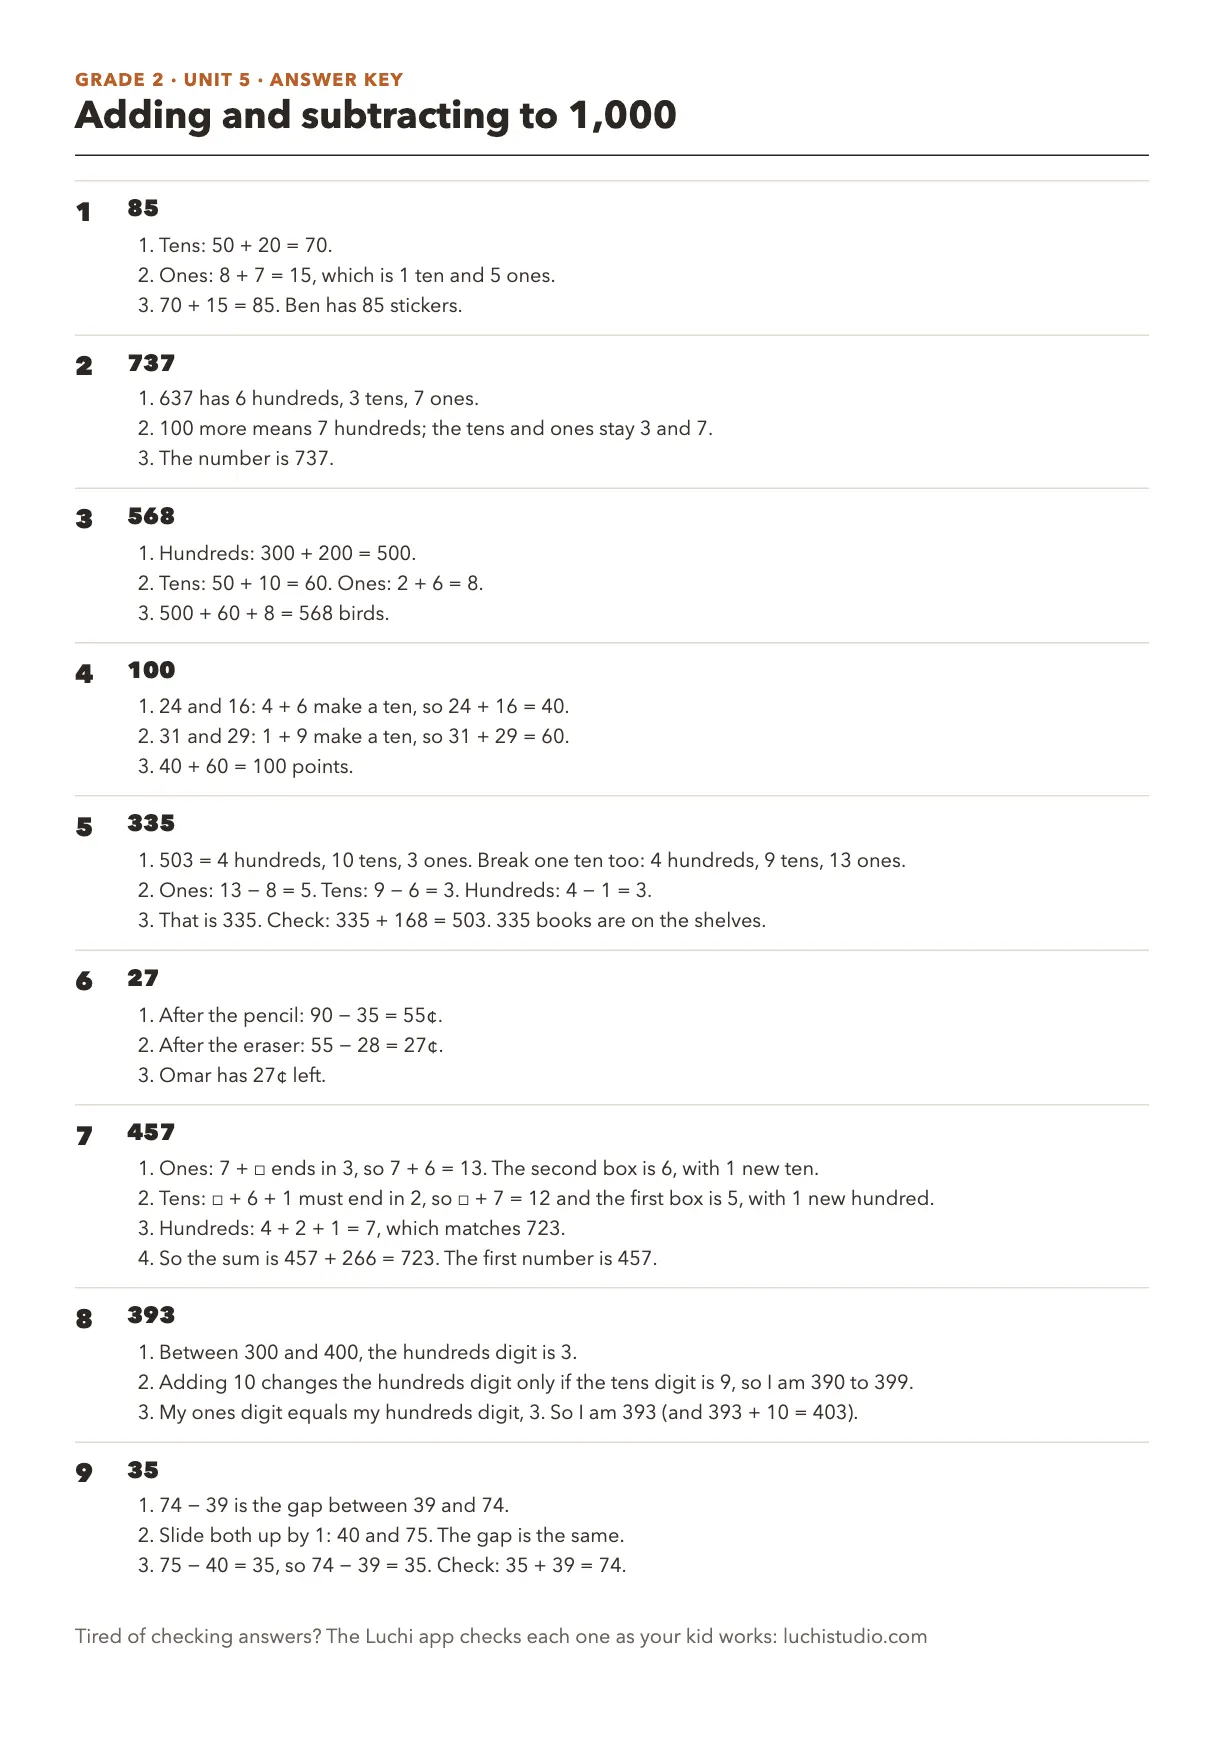 GRADE 2 · UNIT 5 · ANSWER KEY
Adding and subtracting to 1,000
1 85
1. Tens: 50 + 20 = 70.
2. Ones: 8 + 7 = 15, which is 1 ten and 5 ones.
3. 70 + 15 = 85. Ben has 85 stickers.
2 737
1. 637 has 6 hundreds, 3 tens, 7 ones.
2. 100 more means 7 hundreds; the tens and ones stay 3 and 7.
3. The number is 737.
3 568
1. Hundreds: 300 + 200 = 500.
2. Tens: 50 + 10 = 60. Ones: 2 + 6 = 8.
3. 500 + 60 + 8 = 568 birds.
4 100
1. 24 and 16: 4 + 6 make a ten, so 24 + 16 = 40.
2. 31 and 29: 1 + 9 make a ten, so 31 + 29 = 60.
3. 40 + 60 = 100 points.
5 335
1. 503 = 4 hundreds, 10 tens, 3 ones. Break one ten too: 4 hundreds, 9 tens, 13 ones.
2. Ones: 13 − 8 = 5. Tens: 9 − 6 = 3. Hundreds: 4 − 1 = 3.
3. That is 335. Check: 335 + 168 = 503. 335 books are on the shelves.
6 27
1. After the pencil: 90 − 35 = 55¢.
2. After the eraser: 55 − 28 = 27¢.
3. Omar has 27¢ left.
7 457
1. Ones: 7 + □ ends in 3, so 7 + 6 = 13. The second box is 6, with 1 new ten.
2. Tens: □ + 6 + 1 must end in 2, so □ + 7 = 12 and the first box is 5, with 1 new hundred.
3. Hundreds: 4 + 2 + 1 = 7, which matches 723.
4. So the sum is 457 + 266 = 723. The first number is 457.
8 393
1. Between 300 and 400, the hundreds digit is 3.
2. Adding 10 changes the hundreds digit only if the tens digit is 9, so I am 390 to 399.
3. My ones digit equals my hundreds digit, 3. So I am 393 (and 393 + 10 = 403).
9 35
1. 74 − 39 is the gap between 39 and 74.
2. Slide both up by 1: 40 and 75. The gap is the same.
3. 75 − 40 = 35, so 74 − 39 = 35. Check: 35 + 39 = 74.
Tired of checking answers? The Luchi app checks each one as your kid works: luchistudio.com